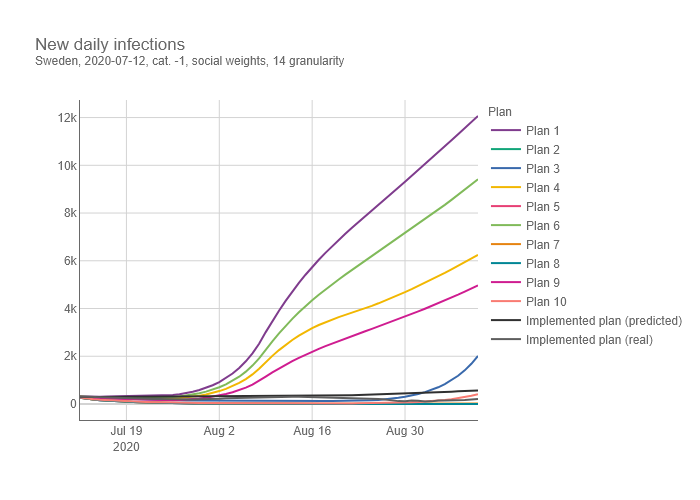 New daily infections
Sweden, 2020-07-12, cat. -1, social weights, 14 granularity
12k
10k
8k
6k
4k
2k
0
Jul 19
2020
Aug 2
Aug 16
Aug 30
Plan
Plan 1
Plan 2
Plan 3
Plan 4
Plan 5
Plan 6
Plan 7
Plan 8
Plan 9
Plan 10
Implemented plan (predicted)
Implemented plan (real)